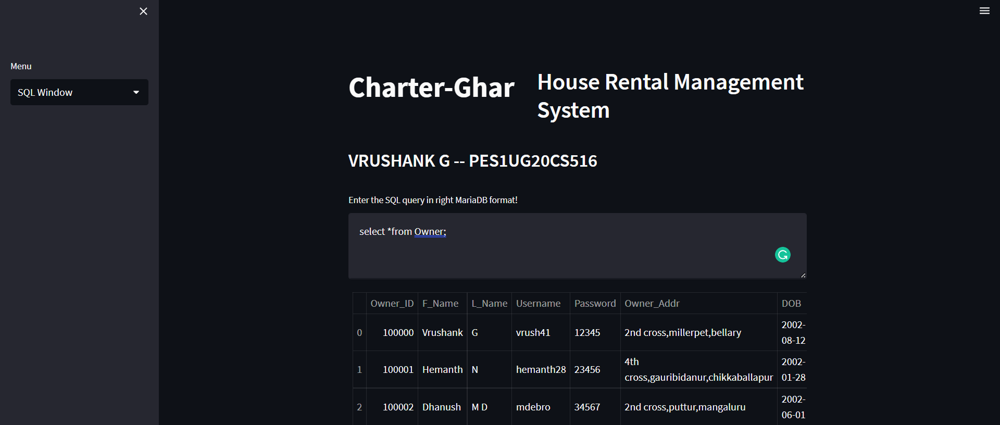 Menu
SQL Window
Charter-Ghar
House Rental Management
System
VRUSHANK G -- PES1UG20CS516
Enter the SQL query in right MariaDB format!
select *from Owner;
Owner_ID F_Name L_Name Username Password Owner_Addr DOB
0 100000 Vrushank G vrush41 12345 2nd cross,millerpet,bellary 2002-
08-12
1 100001 Hemanth N hemanth28 23456 4th
cross,gauribidanur,chikkaballapur 2002-
01-28
2 100002 Dhanush M D mdebro 34567 2nd cross,puttur,mangaluru 2002-
06-01